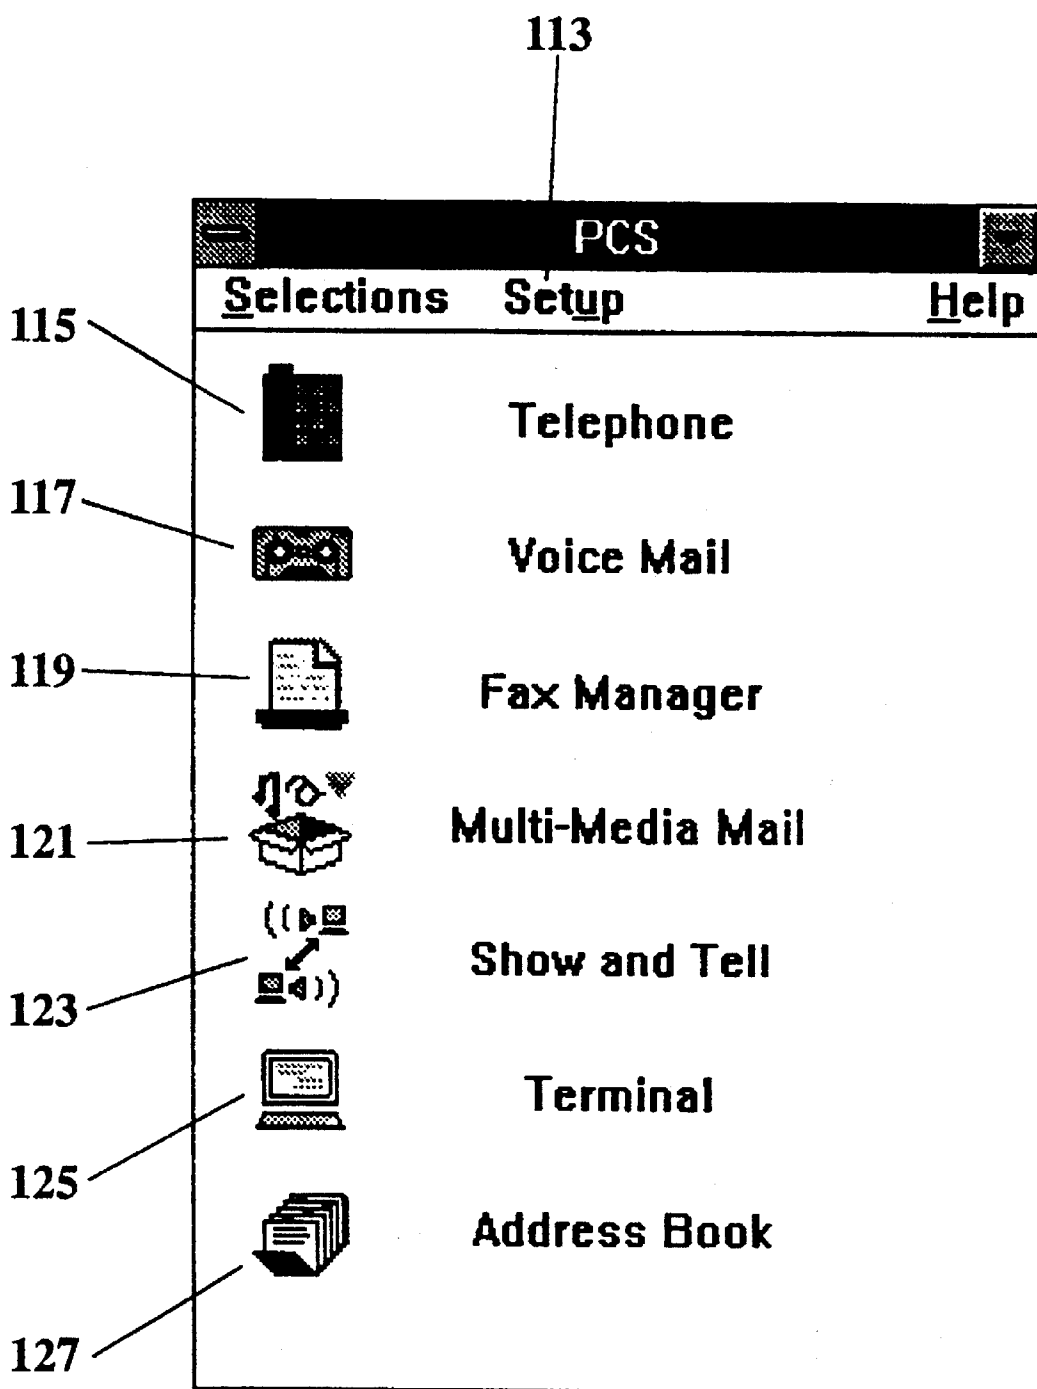 113
PCS
Selections Setup Help
115
Telephone
117
Voice Mail
119
Fax Manager
121
Multi-Media Mail
123
Show and Tell
125
Terminal
127
Address Book